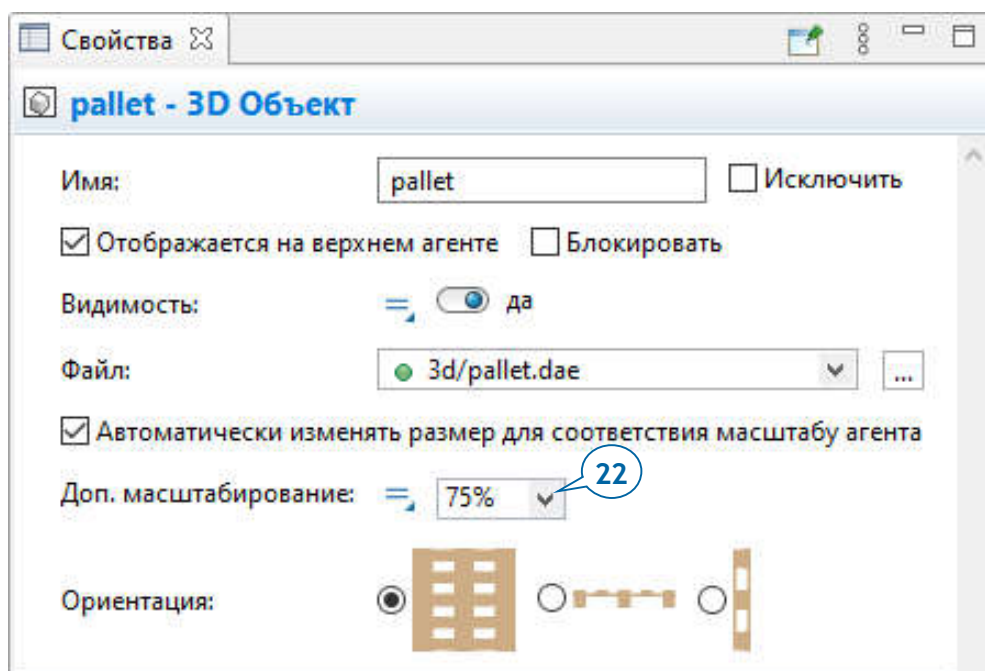 Свойства
pallet - 3D Объект
Имя: pallet Исключить
Отображается на верхнем агенте Блокировать
Видимость: да
Файл: 3d/pallet.dae ...
Автоматически изменять размер для соответствия масштабу агента
22
Доп. масштабирование: 75%
Ориентация: